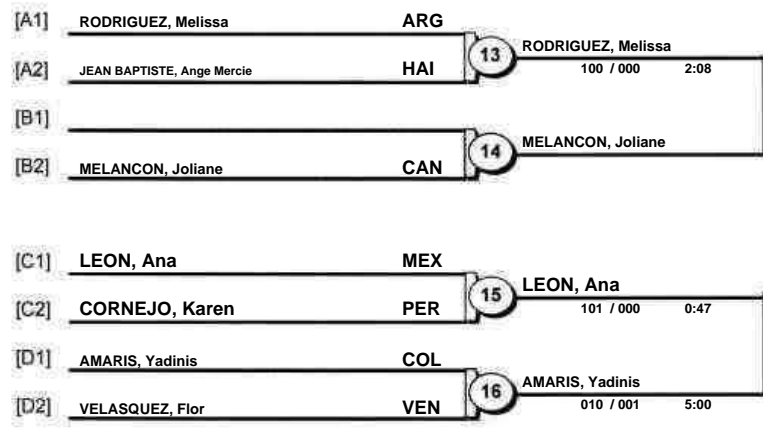 [A1] RODRIGUEZ, Melissa ARG
13 RODRIGUEZ, Melissa
100 / 000 2:08
[A2] JEAN BAPTISTE, Ange Mercie HAI
[B1]
14 MELANCON, Joliane
[B2] MELANCON, Joliane CAN
[C1] LEON, Ana MEX
15 LEON, Ana
101 / 000 0:47
[C2] CORNEJO, Karen PER
[D1] AMARIS, Yadinis COL
16 AMARIS, Yadinis
010 / 001 5:00
[D2] VELASQUEZ, Flor VEN